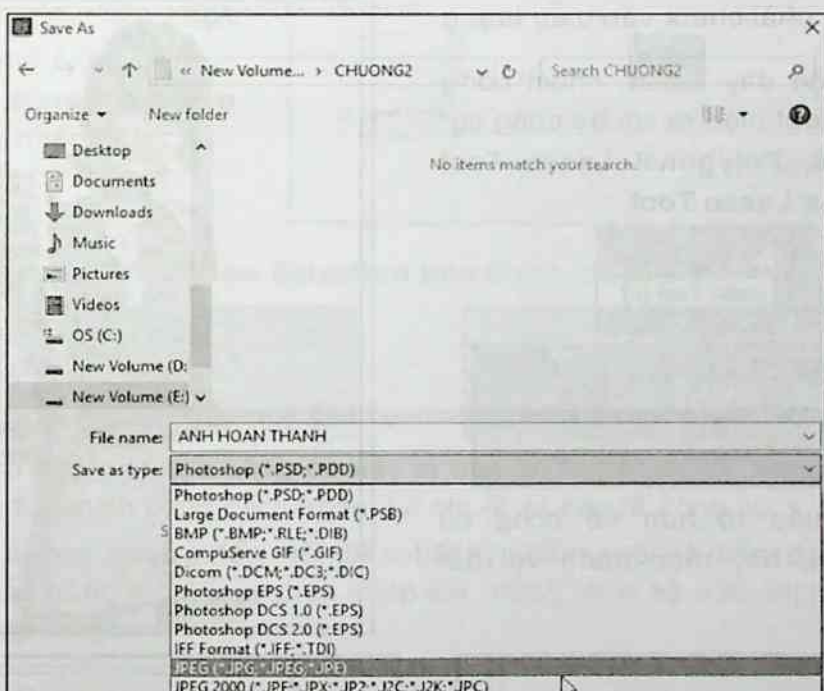 Save As
« New Volume... › CHUONG2
Search CHUONG2
Organize
New folder
Desktop
Documents
Downloads
Music
Pictures
Videos
OS (C:)
New Volume (D:
New Volume (E:)
No items match your search.
File name: ANH HOAN THANH
Save as type: Photoshop (*.PSD;*.PDD)
Photoshop (*.PSD;*.PDD)
Large Document Format (*.PSB)
S
BMP (*.BMP;*.RLE;*.DIB)
CompuServe GIF (*.GIF)
Dicom (*.DCM;*.DC3;*.DIC)
Photoshop EPS (*.EPS)
Photoshop DCS 1.0 (*.EPS)
Photoshop DCS 2.0 (*.EPS)
IFF Format (*.IFF;*.TDI)
JPEG (*.JPG;*.JPEG;*.JPE)
JPEG 2000 (*.JPF;*.JPX;*.JP2;*.J2C;*.J2K;*.JPC)